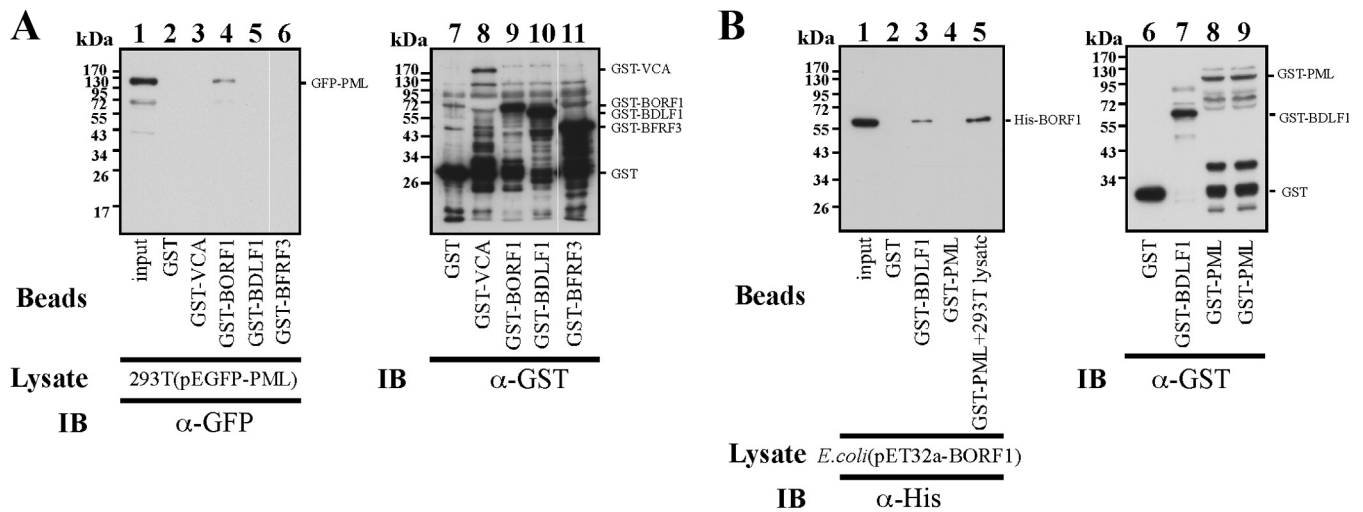 A
kDa
1 2 3 4 5 6
170
130
95
72
55
43
34
26
17
GFP-PML
Beads
input
GST
GST-VCA
GST-BORF1
GST-BDLF1
GST-BFRF3
Lysate
293T(pEGFP-PML)
IB
α-GFP
kDa
7 8 9 10 11
170
130
95
72
55
43
34
26
GST-VCA
GST-BORF1
GST-BDLF1
GST-BFRF3
GST
GST
GST-VCA
GST-BORF1
GST-BDLF1
GST-BFRF3
IB
α-GST
B
kDa
1 2 3 4 5
170
130
95
72
55
43
34
26
His-BORF1
Beads
input
GST
GST-BDLF1
GST-PML
GST-PML+293T lysate
Lysate
E.coli(pET32a-BORF1)
IB
α-His
kDa
6 7 8 9
170
130
95
72
55
43
34
GST-PML
GST-BDLF1
GST
GST
GST-BDLF1
GST-PML
GST-PML
IB
α-GST